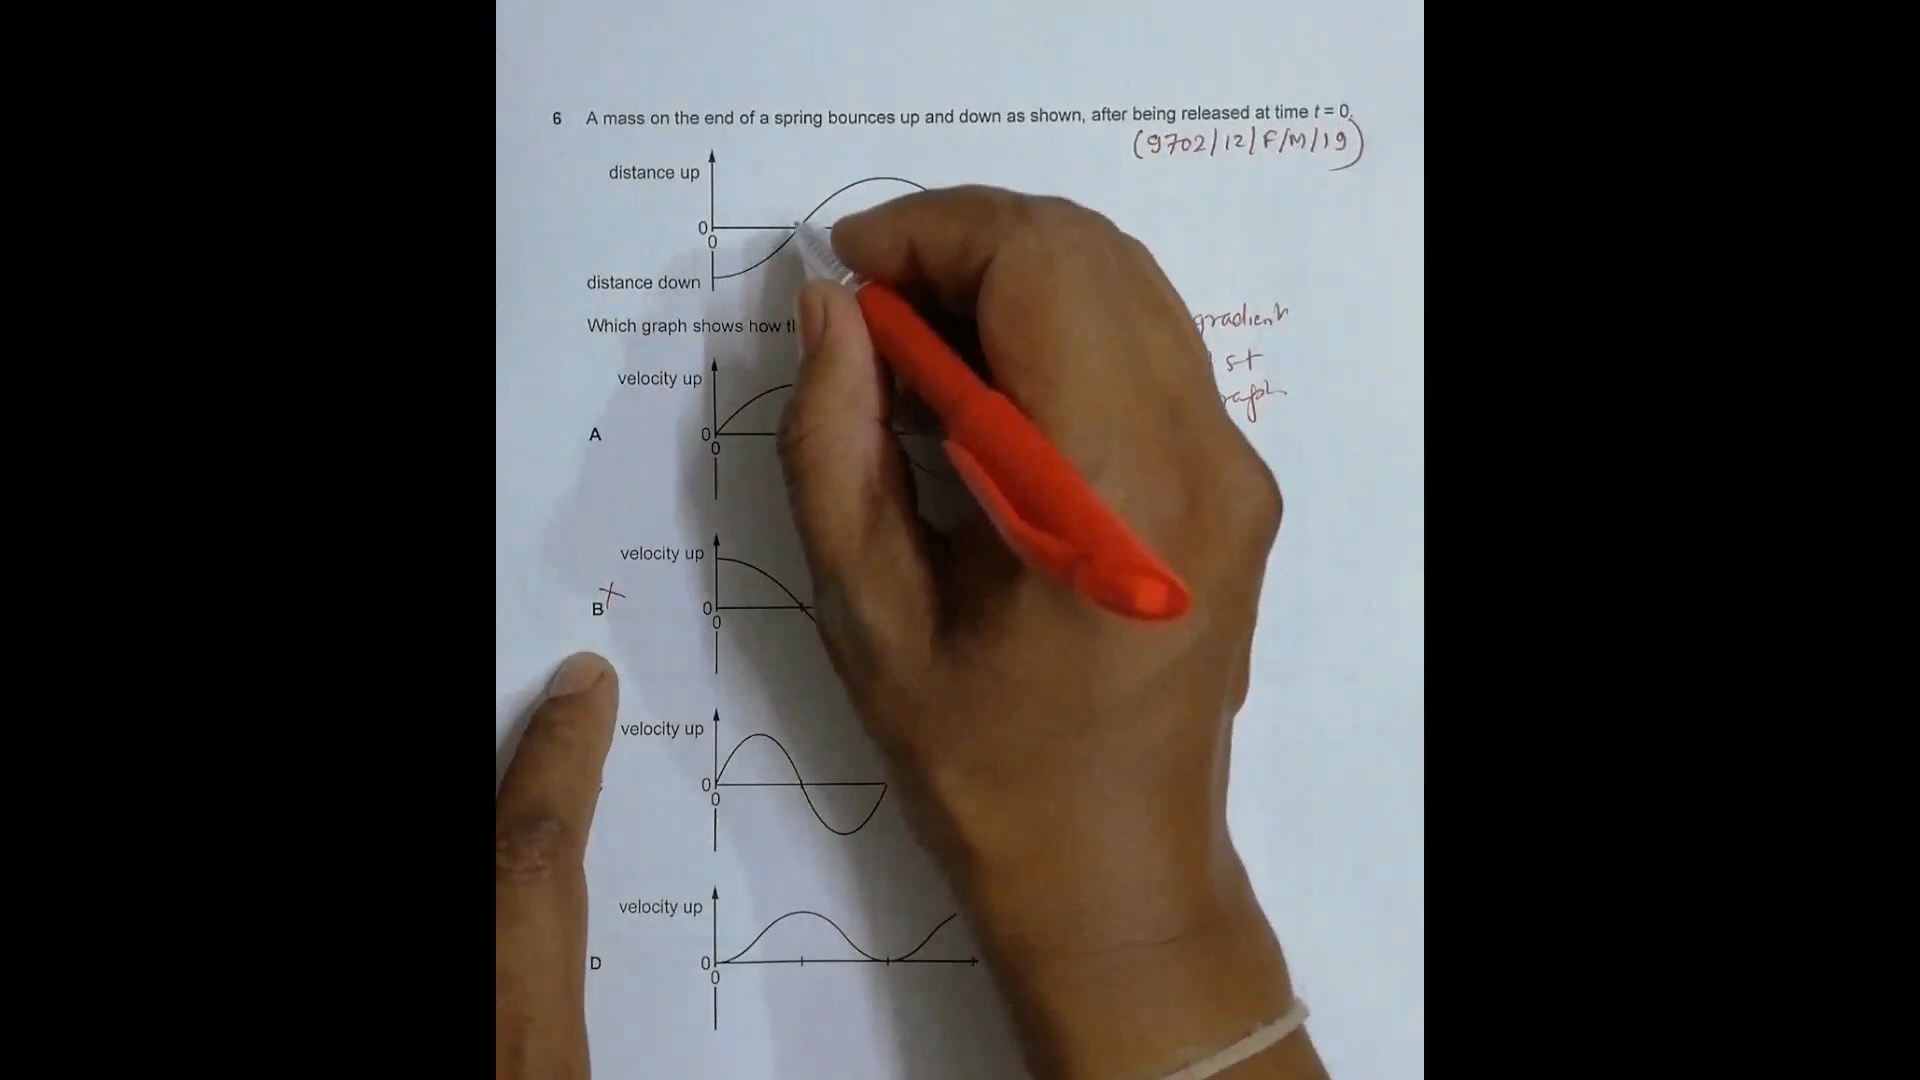 6 A mass on the end of a spring bounces up and down as shown, after being released at time t = 0.
(9702/12/F/M/19)
distance up
0
0
distance down
Which graph shows how
gradient
st
velocity up
A
0
0
velocity up
B
0
0
velocity up
0
0
velocity up
D
0
0